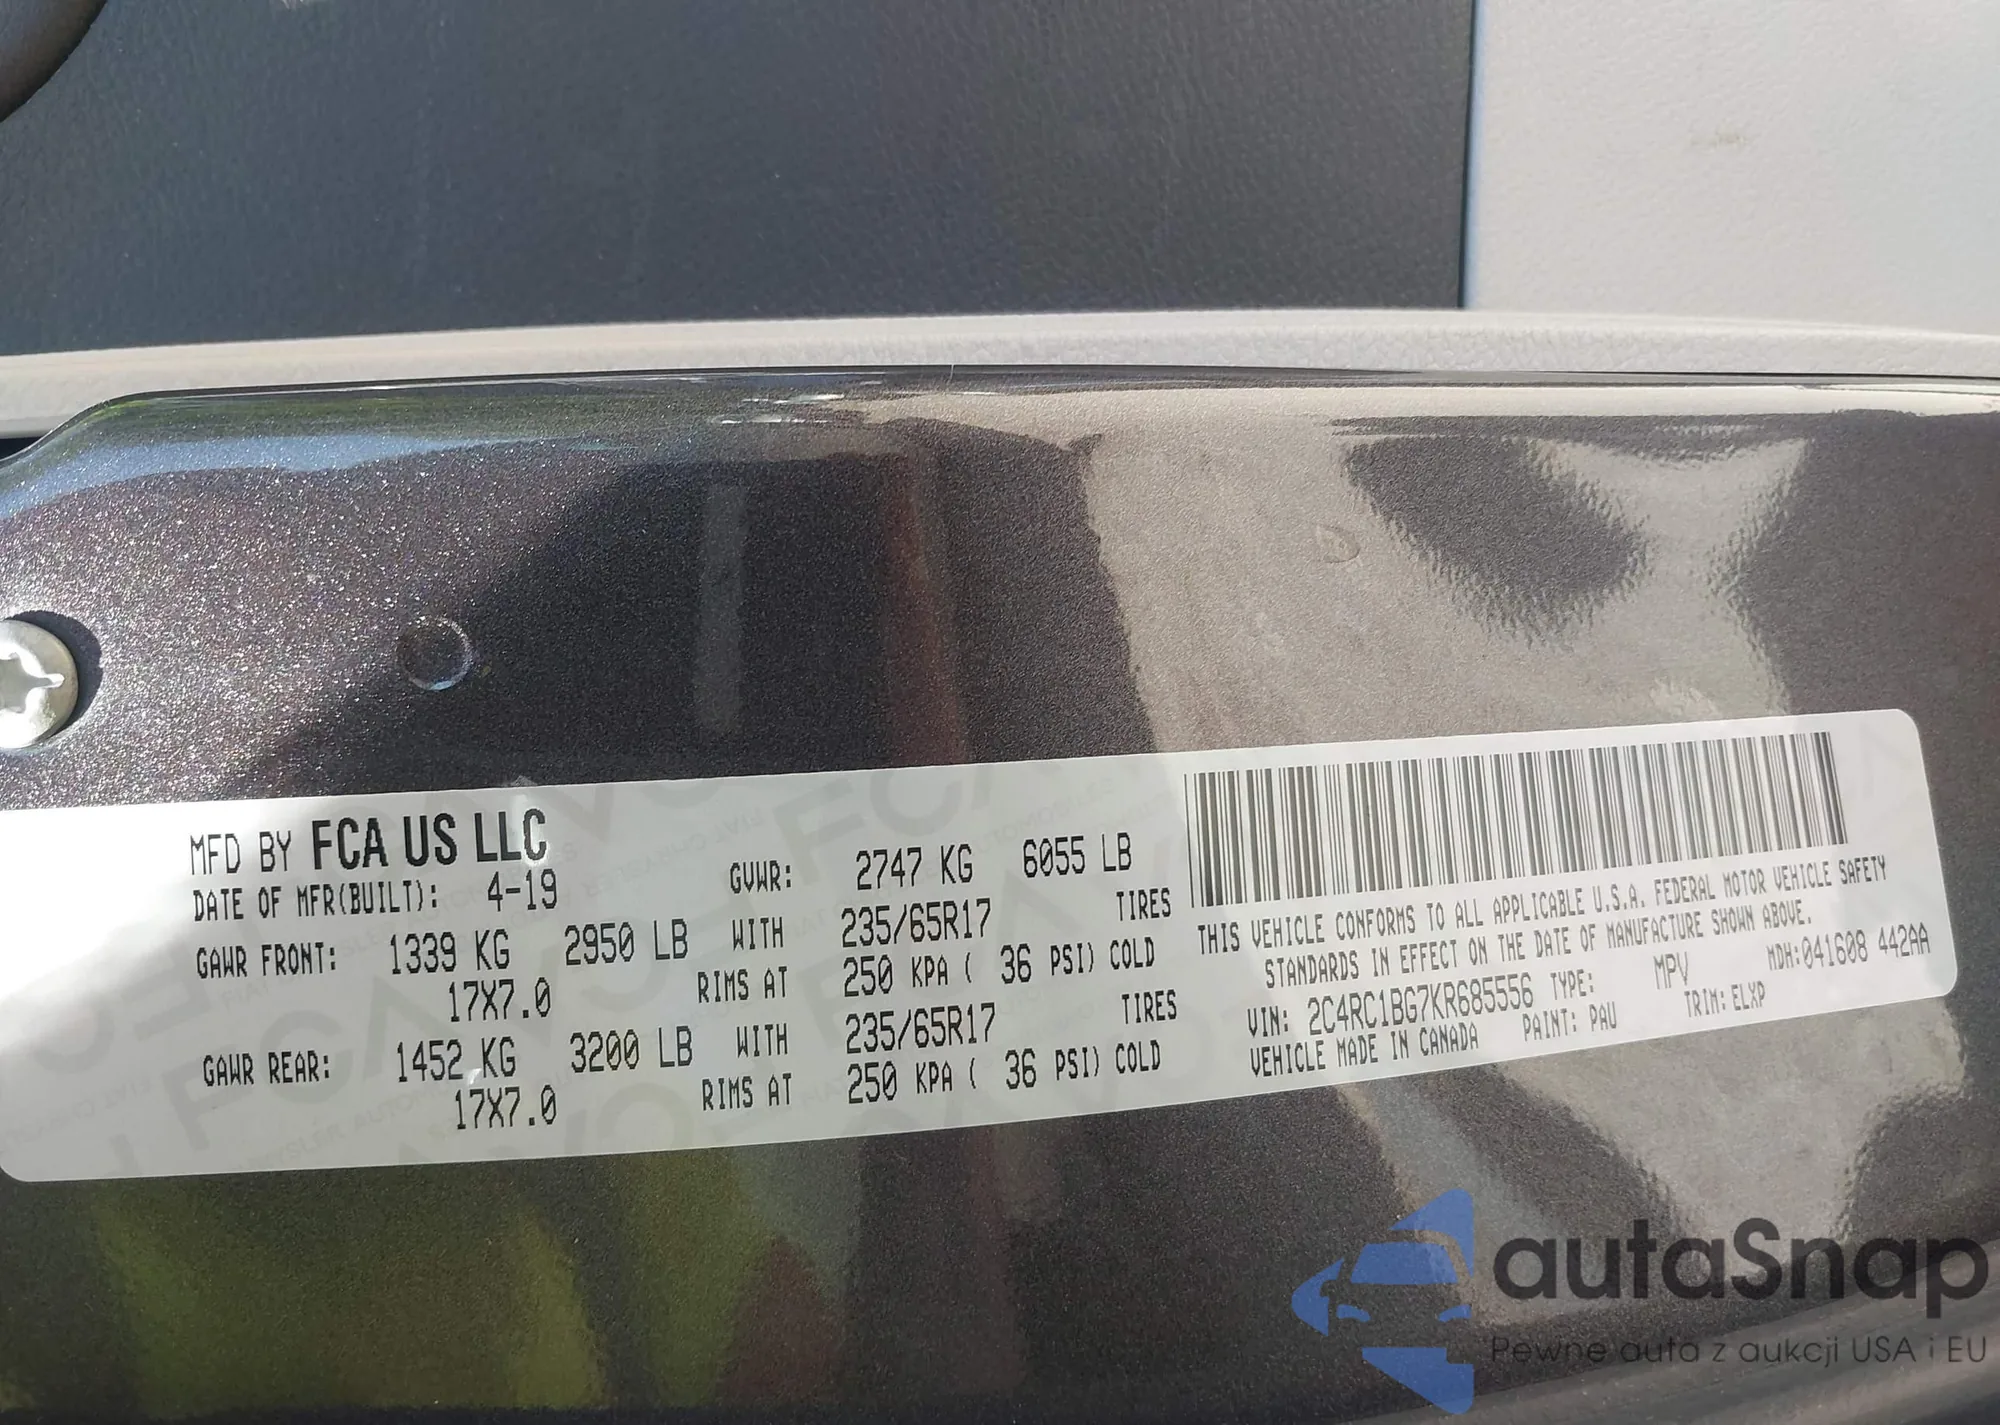 MFD BY FCA US LLC
DATE OF MFR(BUILT): 4-19 GVWR: 2747 KG 6055 LB
GAWR FRONT: 1339 KG 2950 LB WITH 235/65R17 TIRES
17X7.0 RIMS AT 250 KPA ( 36 PSI) COLD
GAWR REAR: 1452 KG 3200 LB WITH 235/65R17 TIRES
17X7.0 RIMS AT 250 KPA ( 36 PSI) COLD
THIS VEHICLE CONFORMS TO ALL APPLICABLE U.S.A. FEDERAL MOTOR VEHICLE SAFETY
STANDARDS IN EFFECT ON THE DATE OF MANUFACTURE SHOWN ABOVE.
MDH:041608 442AA
VIN: 2C4RC1BG7KR685556 TYPE: MPV
VEHICLE MADE IN CANADA PAINT: PAU TRIM: ELXP
autaSnap
Pewne auta z aukcji USA i EU